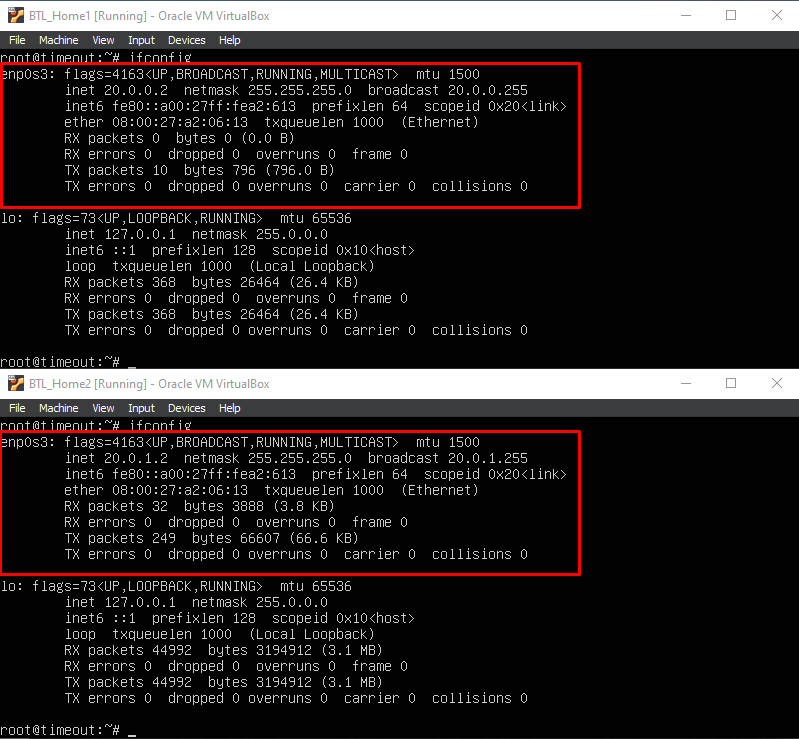 BTL_Home1 [Running] - Oracle VM VirtualBox
File Machine View Input Devices Help
root@timeout:~# ifconfig
enp0s3: flags=4163<UP,BROADCAST,RUNNING,MULTICAST> mtu 1500
inet 20.0.0.2 netmask 255.255.255.0 broadcast 20.0.0.255
inet6 fe80::a00:27ff:fea2:613 prefixlen 64 scopeid 0x20<link>
ether 08:00:27:a2:06:13 txqueuelen 1000 (Ethernet)
RX packets 0 bytes 0 (0.0 B)
RX errors 0 dropped 0 overruns 0 frame 0
TX packets 10 bytes 796 (796.0 B)
TX errors 0 dropped 0 overruns 0 carrier 0 collisions 0
lo: flags=73<UP,LOOPBACK,RUNNING> mtu 65536
inet 127.0.0.1 netmask 255.0.0.0
inet6 ::1 prefixlen 128 scopeid 0x10<host>
loop txqueuelen 1000 (Local Loopback)
RX packets 368 bytes 26464 (26.4 KB)
RX errors 0 dropped 0 overruns 0 frame 0
TX packets 368 bytes 26464 (26.4 KB)
TX errors 0 dropped 0 overruns 0 carrier 0 collisions 0
root@timeout:~# _
BTL_Home2 [Running] - Oracle VM VirtualBox
File Machine View Input Devices Help
root@timeout:~# ifconfig
enp0s3: flags=4163<UP,BROADCAST,RUNNING,MULTICAST> mtu 1500
inet 20.0.1.2 netmask 255.255.255.0 broadcast 20.0.1.255
inet6 fe80::a00:27ff:fea2:613 prefixlen 64 scopeid 0x20<link>
ether 08:00:27:a2:06:13 txqueuelen 1000 (Ethernet)
RX packets 32 bytes 3888 (3.8 KB)
RX errors 0 dropped 0 overruns 0 frame 0
TX packets 249 bytes 66607 (66.6 KB)
TX errors 0 dropped 0 overruns 0 carrier 0 collisions 0
lo: flags=73<UP,LOOPBACK,RUNNING> mtu 65536
inet 127.0.0.1 netmask 255.0.0.0
inet6 ::1 prefixlen 128 scopeid 0x10<host>
loop txqueuelen 1000 (Local Loopback)
RX packets 44992 bytes 3194912 (3.1 MB)
RX errors 0 dropped 0 overruns 0 frame 0
TX packets 44992 bytes 3194912 (3.1 MB)
TX errors 0 dropped 0 overruns 0 carrier 0 collisions 0
root@timeout:~# _